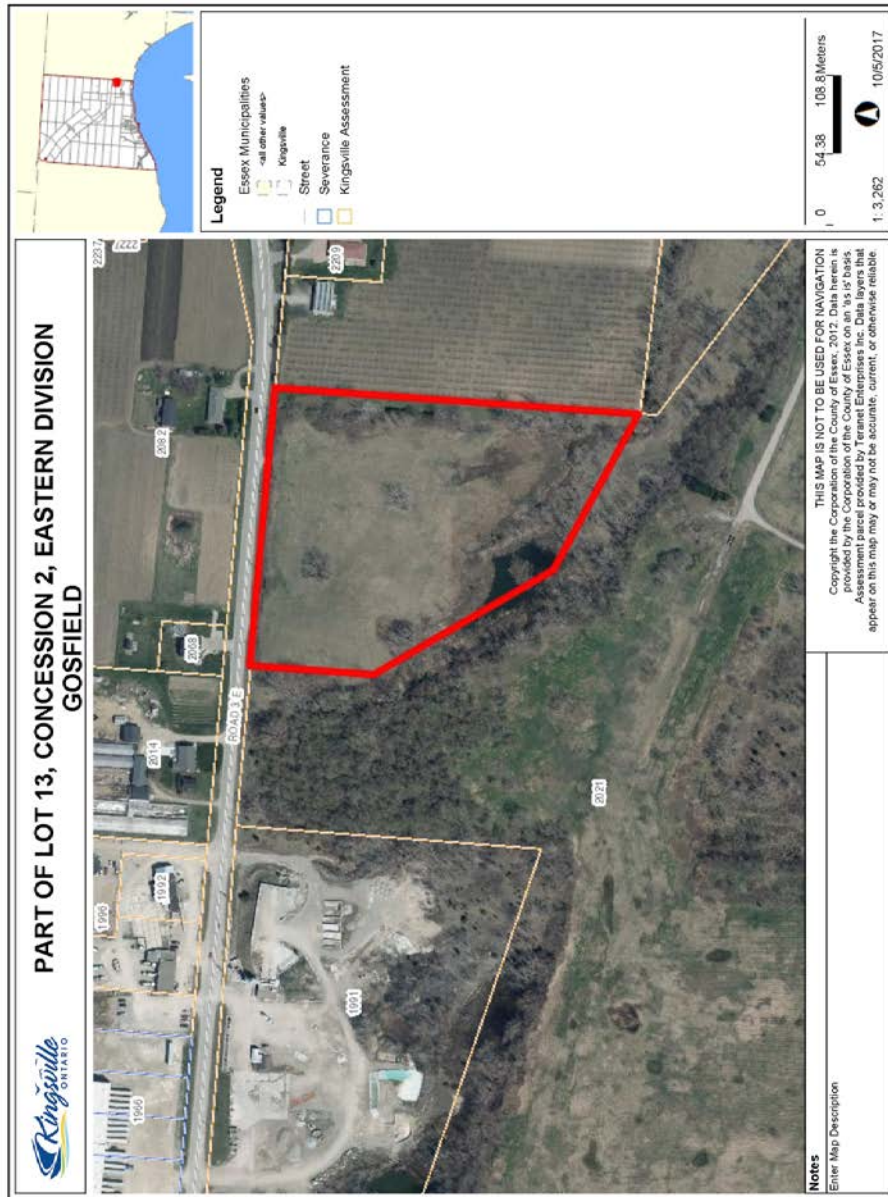 Kingsville
ONTARIO
PART OF LOT 13, CONCESSION 2, EASTERN DIVISION
GOSFIELD
Legend
Essex Municipalities
<all other values>
Kingsville
Street
Severance
Kingsville Assessment
1996
1992
1966
2014
2068
2082
2237
2227
ROAD 3 E
2209
1991
2021
0 54.38 108.8 Meters
1: 3,262
10/5/2017
Notes
Enter Map Description
THIS MAP IS NOT TO BE USED FOR NAVIGATION
Copyright the Corporation of the County of Essex, 2012. Data herein is
provided by the Corporation of the County of Essex on an 'as is' basis.
Assessment parcel provided by Teranet Enterprises Inc. Data layers that
appear on this map may or may not be accurate, current, or otherwise reliable.